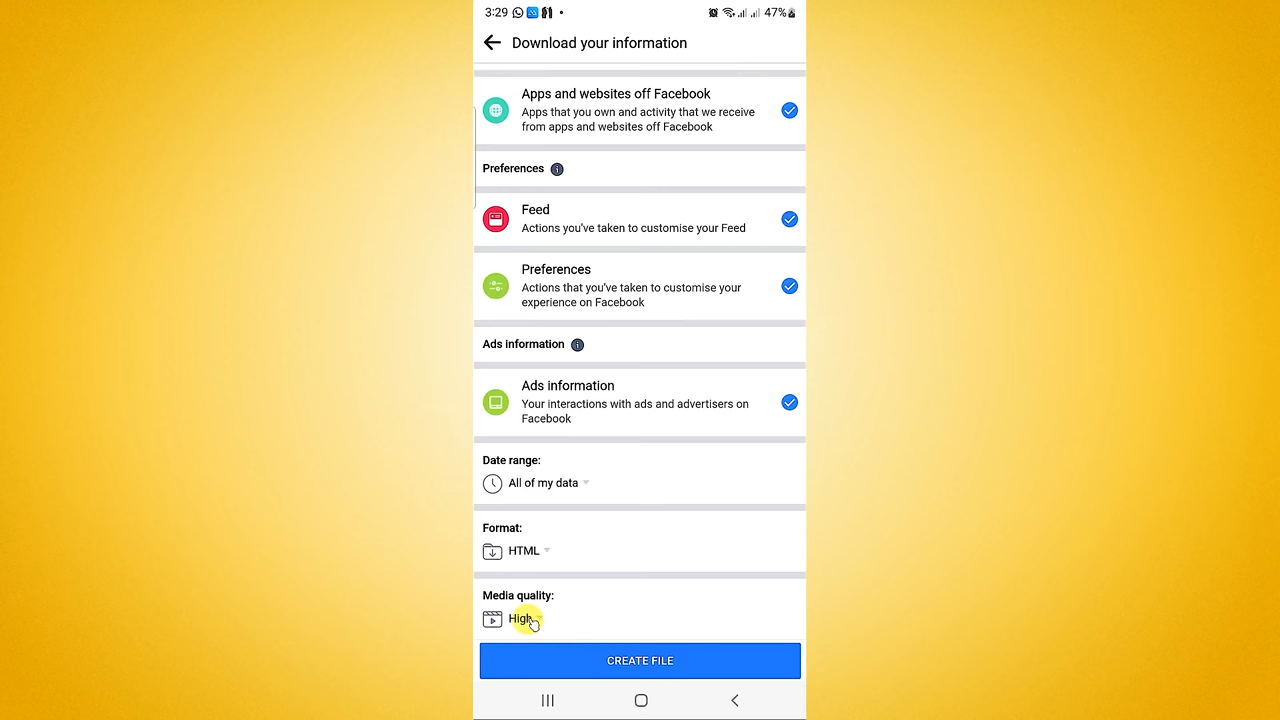 3:29
47%
Download your information
Apps and websites off Facebook
Apps that you own and activity that we receive
from apps and websites off Facebook
Preferences
Feed
Actions you've taken to customise your Feed
Preferences
Actions that you've taken to customise your
experience on Facebook
Ads information
Ads information
Your interactions with ads and advertisers on
Facebook
Date range:
All of my data
Format:
HTML
Media quality:
High
CREATE FILE